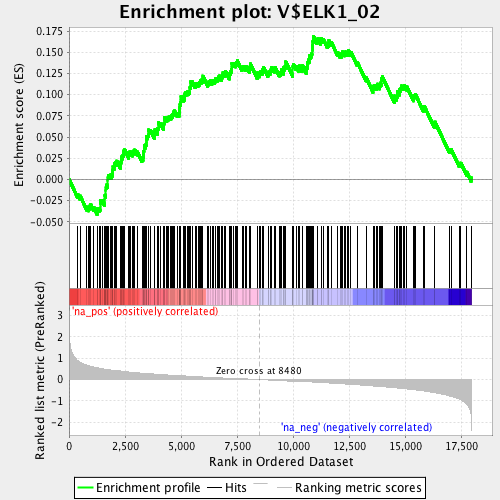 Enrichment plot: V$ELK1_02
Enrichment score (ES)
0.175
0.150
0.125
0.100
0.075
0.050
0.025
0.000
-0.025
-0.050
'na_pos' (positively correlated)
Ranked list metric (PreRanked)
3
2
1
0
-1
-2
Zero cross at 8480
'na_neg' (negatively correlated)
0
2,500
5,000
7,500
10,000
12,500
15,000
17,500
Rank in Ordered Dataset
Enrichment profile
Hits
Ranking metric scores